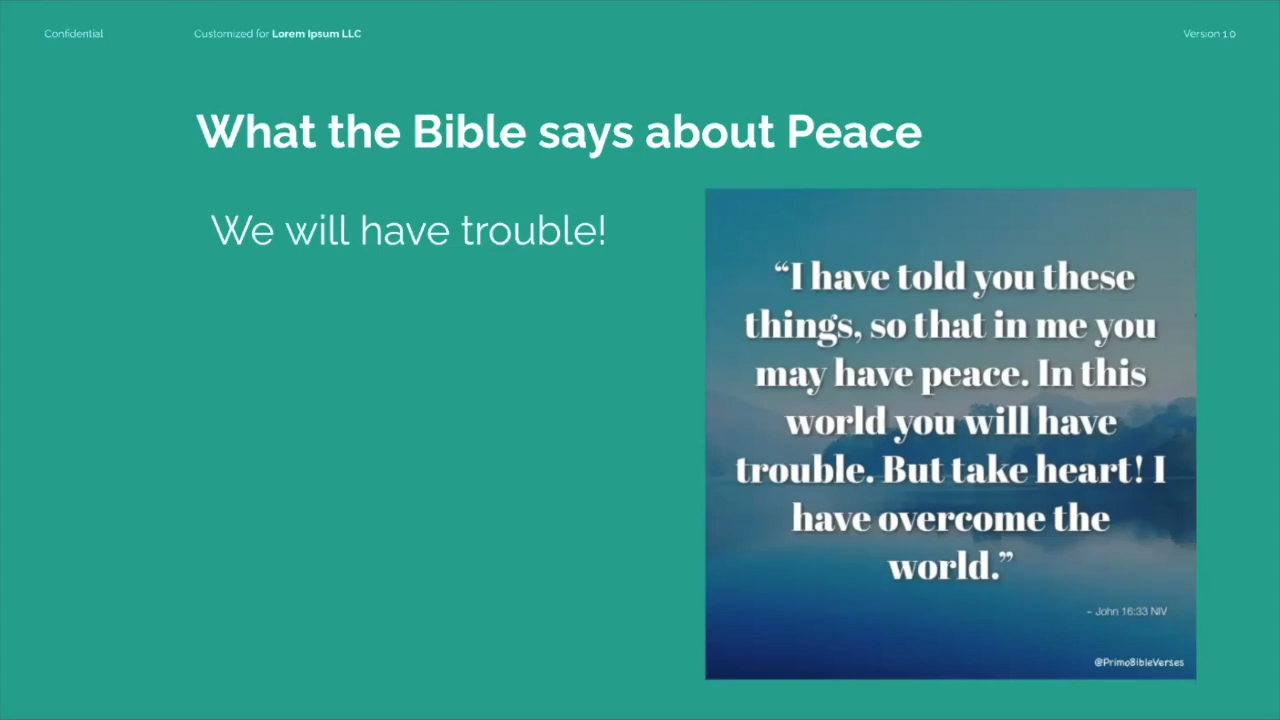 Confidential
Customized for Lorem Ipsum LLC
Version 1.0
What the Bible says about Peace
We will have trouble!
“I have told you these
things, so that in me you
may have peace. In this
world you will have
trouble. But take heart! I
have overcome the
world.”
~ John 16:33 NIV
@PrimoBibleVerses